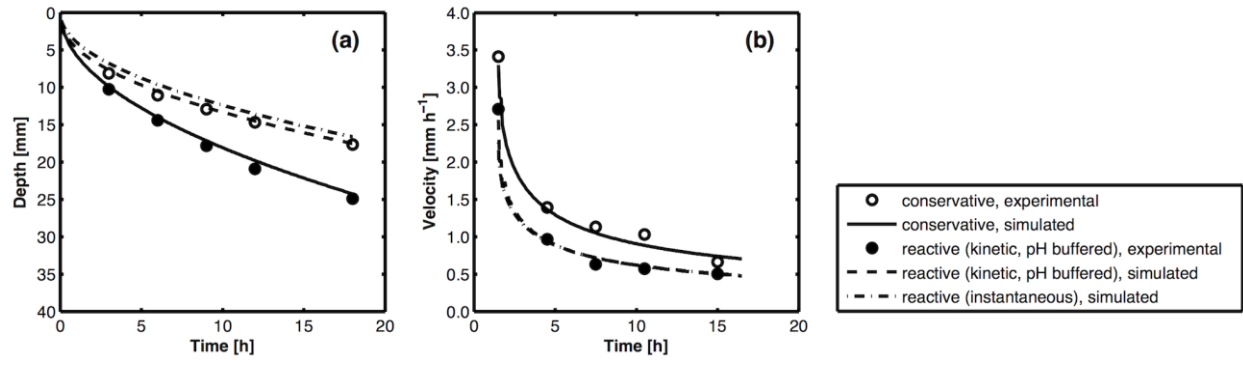 (a)
0
5
10
15
20
25
30
35
40
Depth [mm]
0 5 10 15 20
Time [h]
(b)
4.0
3.5
3.0
2.5
2.0
1.5
1.0
0.5
0.0
Velocity [mm h⁻¹]
0 5 10 15 20
Time [h]
conservative, experimental
conservative, simulated
reactive (kinetic, pH buffered), experimental
reactive (kinetic, pH buffered), simulated
reactive (instantaneous), simulated